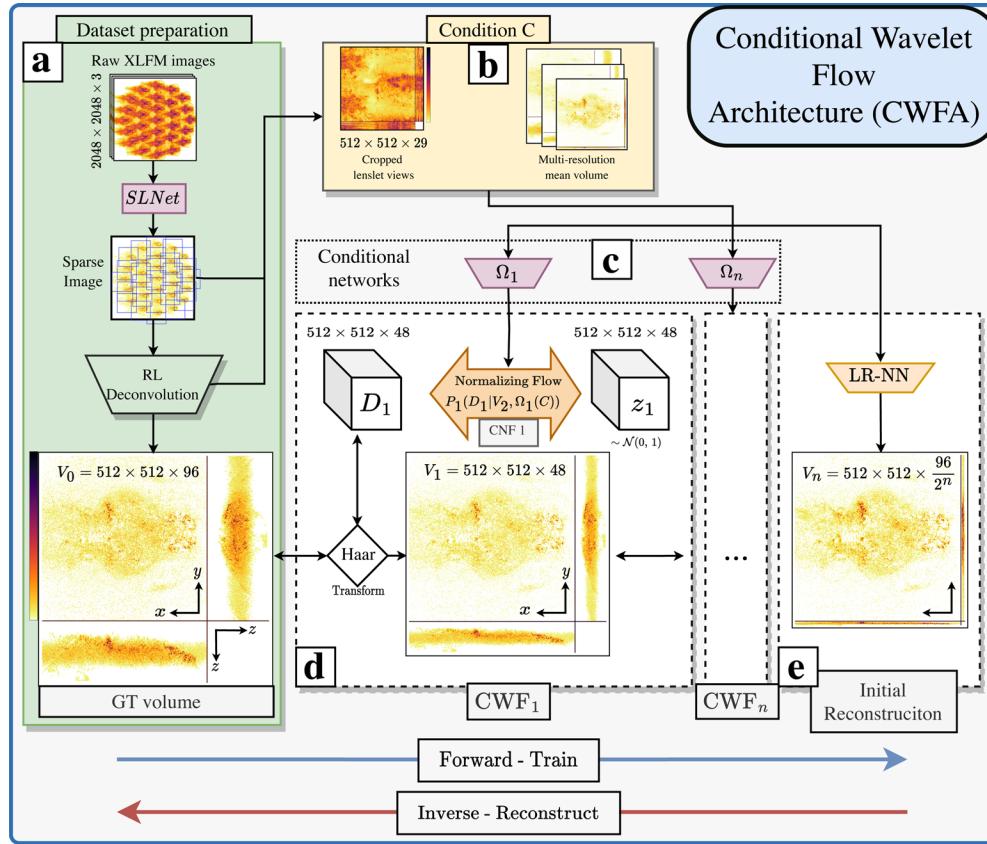 Conditional Wavelet
Flow
Architecture (CWFA)
Dataset preparation
a
Raw XLFM images
2048 × 2048 × 3
SLNet
Sparse
Image
RL
Deconvolution
V₀ = 512 × 512 × 96
y
x
z
z
GT volume
Condition C
b
512 × 512 × 29
Cropped
lenslet views
Multi-resolution
mean volume
Conditional
networks
c
Ω₁
Ωₙ
512 × 512 × 48
512 × 512 × 48
D₁
Normalizing Flow
P₁(D₁|V₂, Ω₁(C))
CNF 1
z₁
∼ 𝒩(0, 1)
Haar
Transform
V₁ = 512 × 512 × 48
y
x
d
CWF₁
...
CWFₙ
LR-NN
Vₙ = 512 × 512 × 96/2ⁿ
y
x
e
Initial
Reconstruciton
Forward - Train
Inverse - Reconstruct